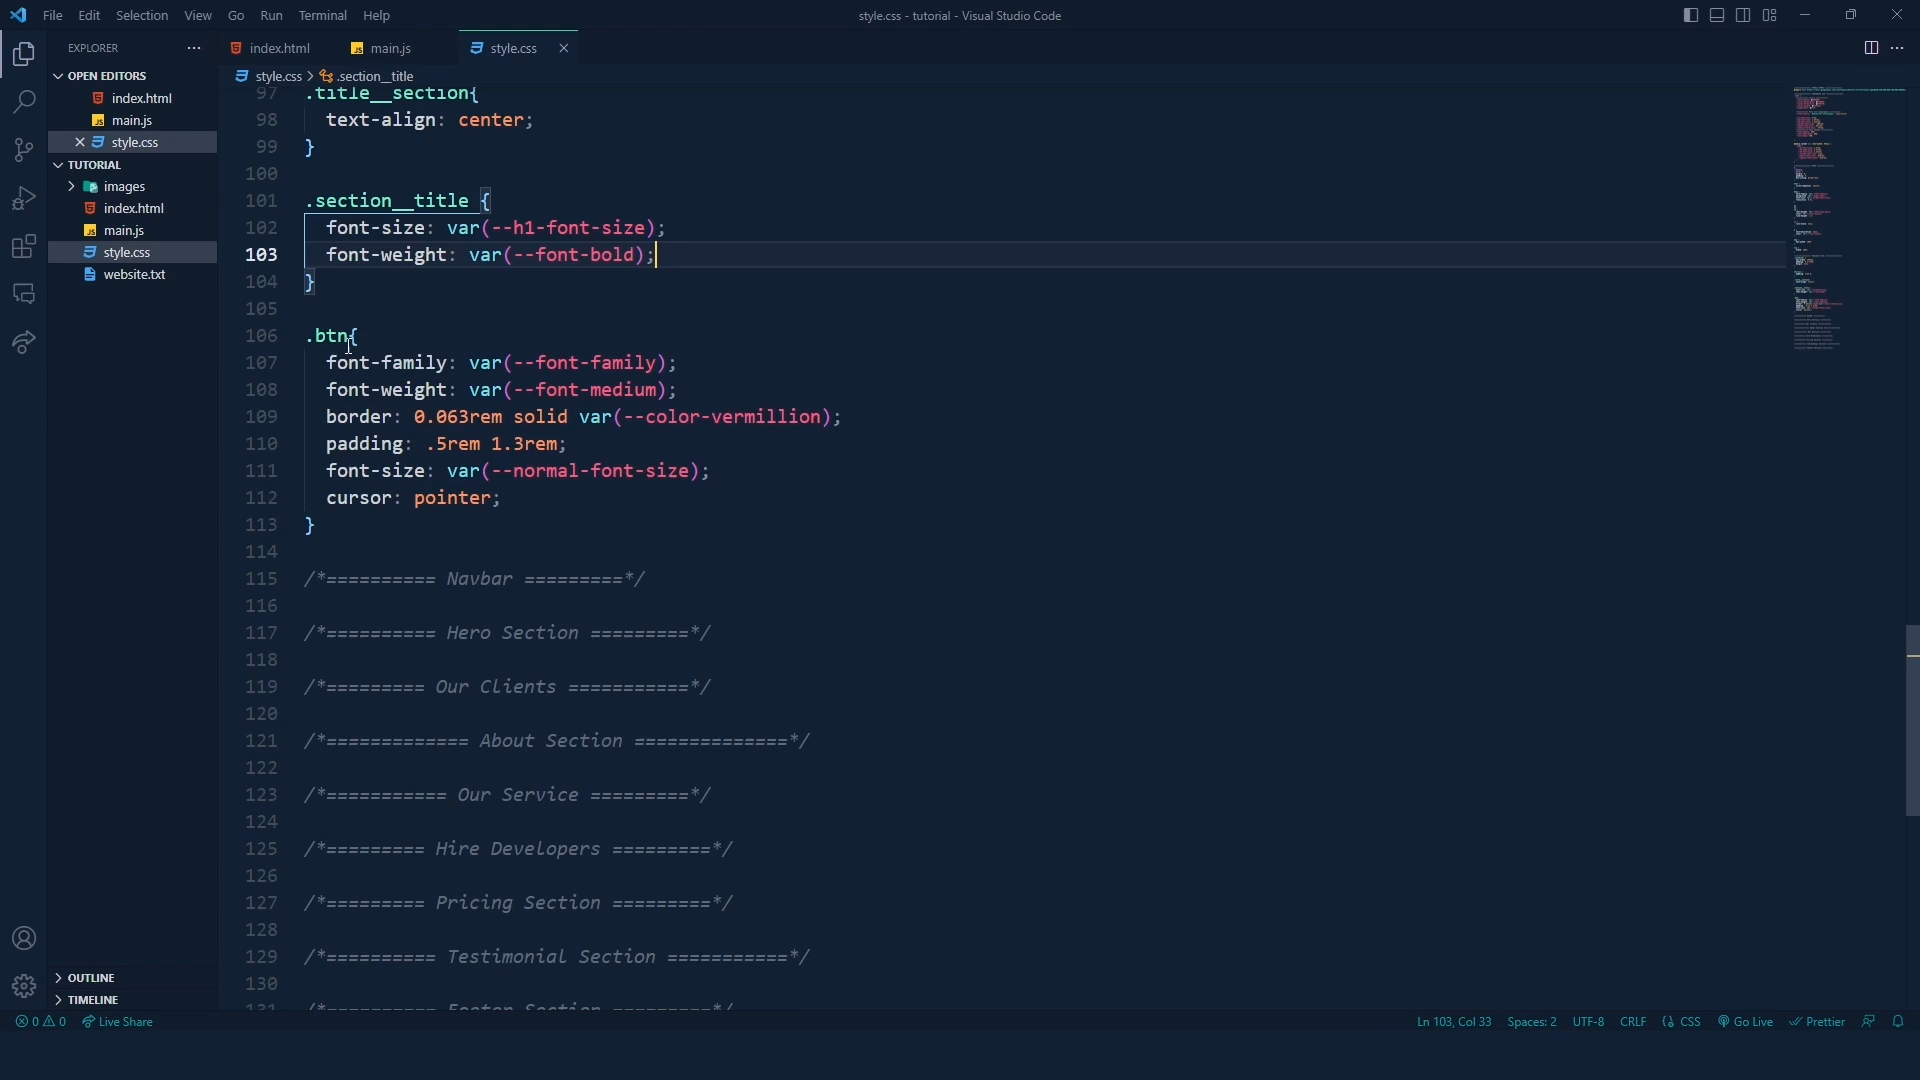 File Edit Selection View Go Run Terminal Help
style.css - tutorial - Visual Studio Code
EXPLORER
index.html
main.js
style.css
OPEN EDITORS
index.html
main.js
style.css
TUTORIAL
images
index.html
main.js
style.css
website.txt
OUTLINE
TIMELINE
style.css > .section__title
97 .title__section{
98 text-align: center;
99 }
100
101 .section__title {
102 font-size: var(--h1-font-size);
103 font-weight: var(--font-bold);
104 }
105
106 .btn{
107 font-family: var(--font-family);
108 font-weight: var(--font-medium);
109 border: 0.063rem solid var(--color-vermillion);
110 padding: .5rem 1.3rem;
111 font-size: var(--normal-font-size);
112 cursor: pointer;
113 }
114
115 /*========== Navbar =========*/
116
117 /*========== Hero Section =========*/
118
119 /*========= Our Clients ===========*/
120
121 /*============= About Section ==============*/
122
123 /*=========== Our Service =========*/
124
125 /*========= Hire Developers =========*/
126
127 /*========= Pricing Section =========*/
128
129 /*========== Testimonial Section ===========*/
130
131 /*========== Footer Section =========*/
0 0 Live Share
Ln 103, Col 33 Spaces: 2 UTF-8 CRLF CSS Go Live Prettier